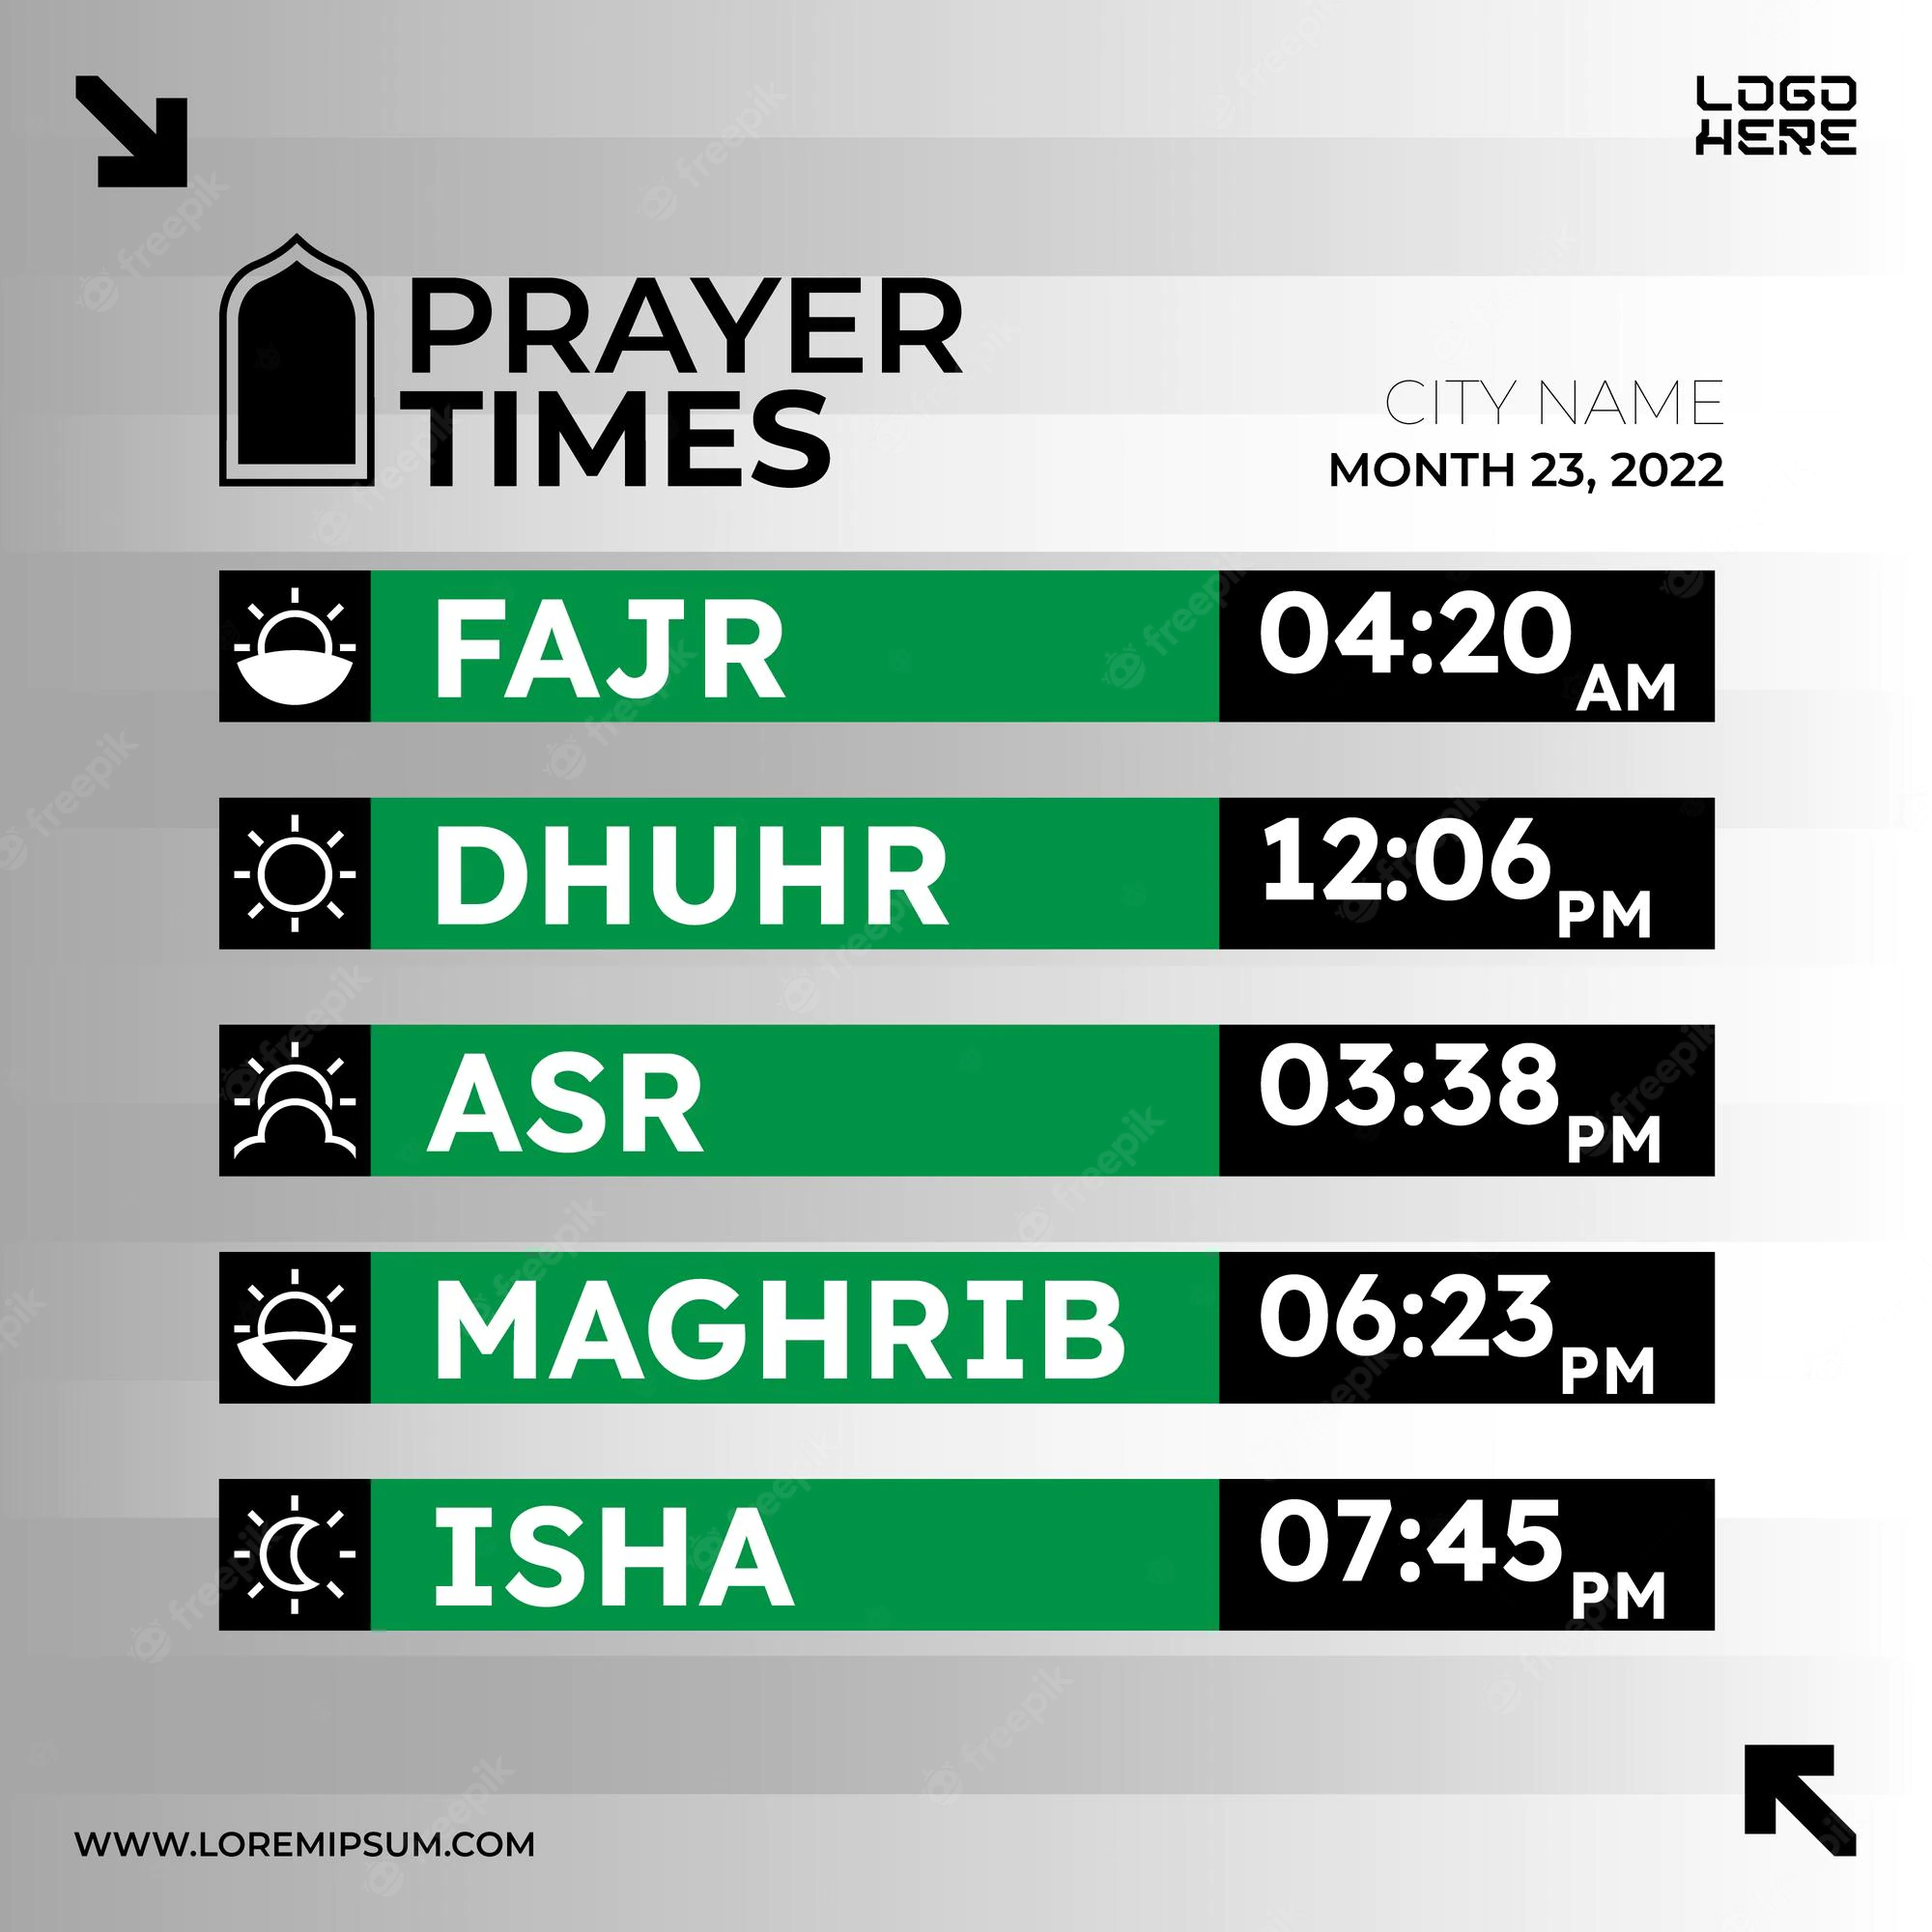 LOGO
HERE
PRAYER
TIMES
CITY NAME
MONTH 23, 2022
FAJR 04:20 AM
DHUHR 12:06 PM
ASR 03:38 PM
MAGHRIB 06:23 PM
ISHA 07:45 PM
WWW.LOREMIPSUM.COM
freepik